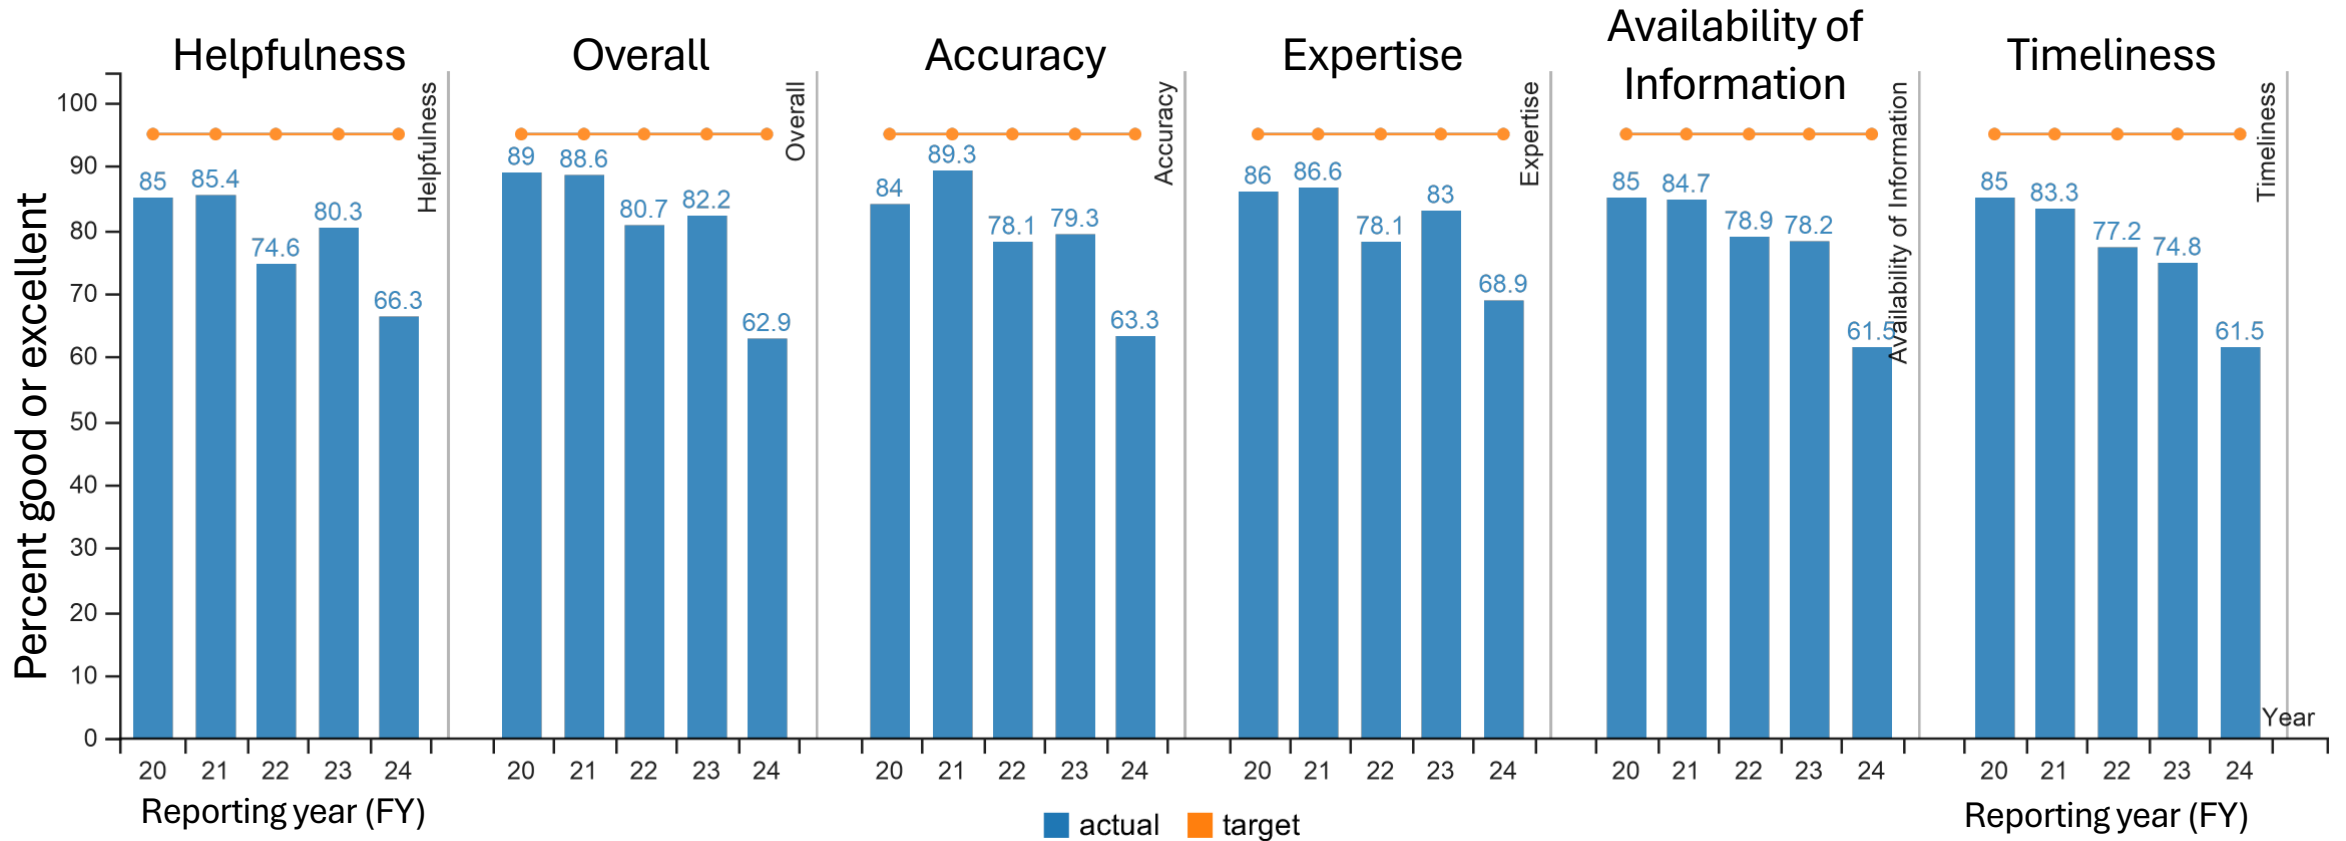 Helpfulness
Overall
Accuracy
Expertise
Availability of
Information
Timeliness
Percent good or excellent
100
90
80
70
60
50
40
30
20
10
0
85
85.4
74.6
80.3
66.3
Helpfulness
89
88.6
80.7
82.2
62.9
Overall
84
89.3
78.1
79.3
63.3
Accuracy
86
86.6
78.1
83
68.9
Expertise
85
84.7
78.9
78.2
61.5
Availability of Information
85
83.3
77.2
74.8
61.5
Timeliness
Year
20 21 22 23 24
20 21 22 23 24
20 21 22 23 24
20 21 22 23 24
20 21 22 23 24
20 21 22 23 24
Reporting year (FY)
Reporting year (FY)
actual target